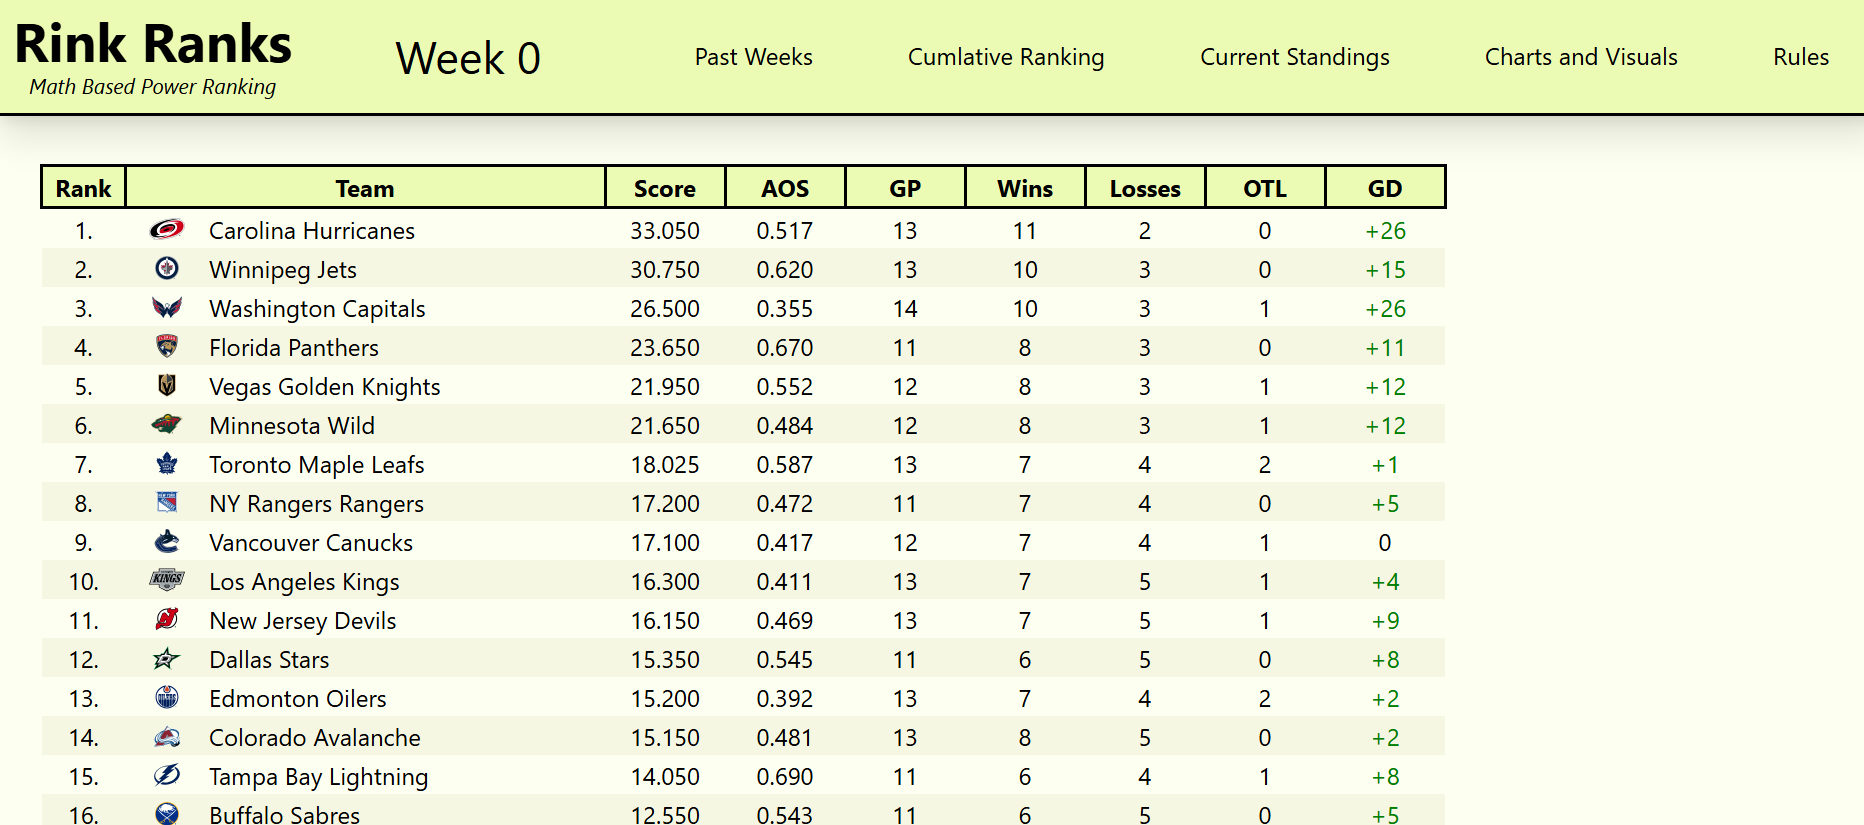 Rink Ranks
Math Based Power Ranking
Week 0
Past Weeks
Cumlative Ranking
Current Standings
Charts and Visuals
Rules
Rank Team Score AOS GP Wins Losses OTL GD
1. Carolina Hurricanes 33.050 0.517 13 11 2 0 +26
2. Winnipeg Jets 30.750 0.620 13 10 3 0 +15
3. Washington Capitals 26.500 0.355 14 10 3 1 +26
4. Florida Panthers 23.650 0.670 11 8 3 0 +11
5. Vegas Golden Knights 21.950 0.552 12 8 3 1 +12
6. Minnesota Wild 21.650 0.484 12 8 3 1 +12
7. Toronto Maple Leafs 18.025 0.587 13 7 4 2 +1
8. NY Rangers Rangers 17.200 0.472 11 7 4 0 +5
9. Vancouver Canucks 17.100 0.417 12 7 4 1 0
10. KINGS Los Angeles Kings 16.300 0.411 13 7 5 1 +4
11. New Jersey Devils 16.150 0.469 13 7 5 1 +9
12. Dallas Stars 15.350 0.545 11 6 5 0 +8
13. OILERS Edmonton Oilers 15.200 0.392 13 7 4 2 +2
14. Colorado Avalanche 15.150 0.481 13 8 5 0 +2
15. Tampa Bay Lightning 14.050 0.690 11 6 4 1 +8
16. Buffalo Sabres 12.550 0.543 11 6 5 0 +5